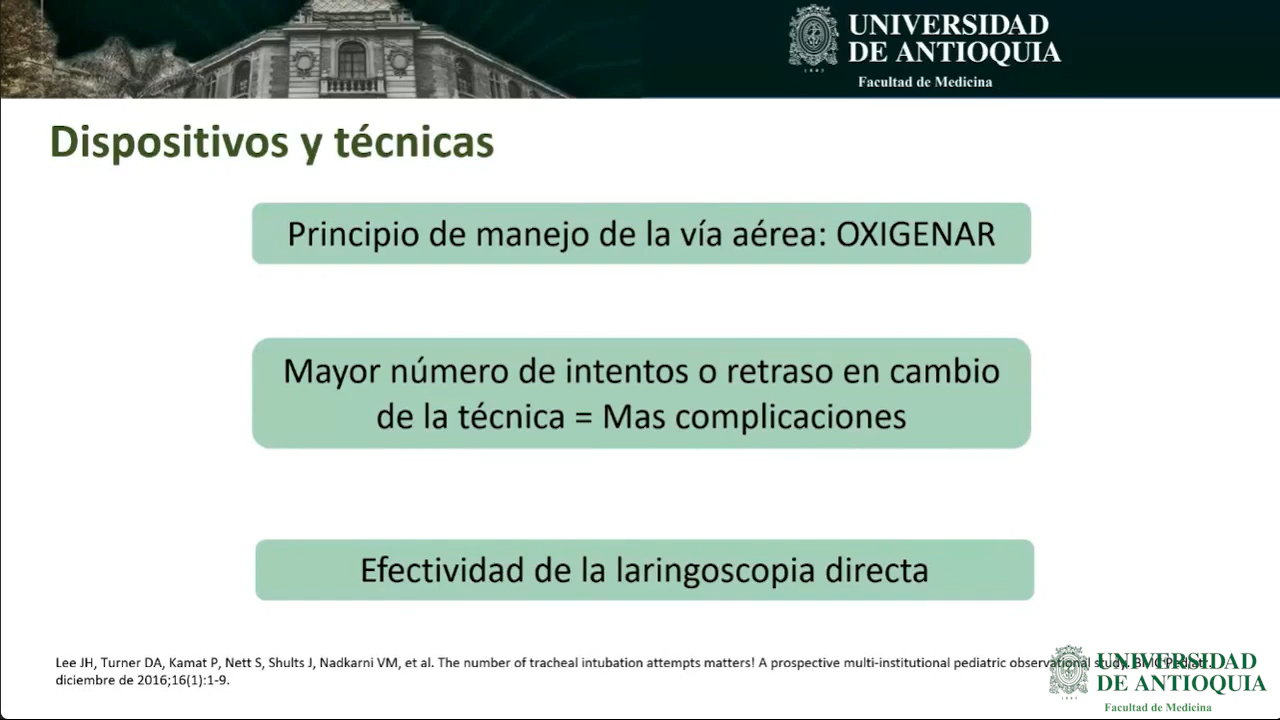 UNIVERSIDAD
DE ANTIOQUIA
1803
Facultad de Medicina
Dispositivos y técnicas
Principio de manejo de la vía aérea: OXIGENAR
Mayor número de intentos o retraso en cambio
de la técnica = Mas complicaciones
Efectividad de la laringoscopia directa
Lee JH, Turner DA, Kamat P, Nett S, Shults J, Nadkarni VM, et al. The number of tracheal intubation attempts matters! A prospective multi-institutional pediatric observational study. BMC Pediatr.
diciembre de 2016;16(1):1-9.
UNIVERSIDAD
DE ANTIOQUIA
Facultad de Medicina